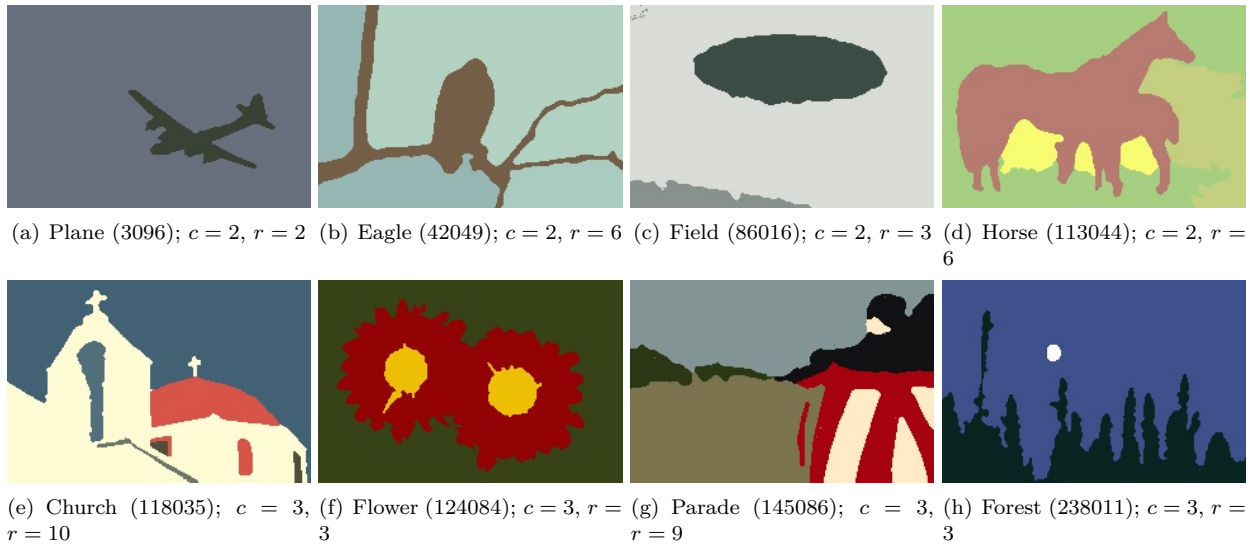 (a) Plane (3096); c = 2, r = 2
(b) Eagle (42049); c = 2, r = 6
(c) Field (86016); c = 2, r = 3
(d) Horse (113044); c = 2, r =
6
(e) Church (118035); c = 3,
r = 10
(f) Flower (124084); c = 3, r =
3
(g) Parade (145086); c = 3,
r = 9
(h) Forest (238011); c = 3, r =
3